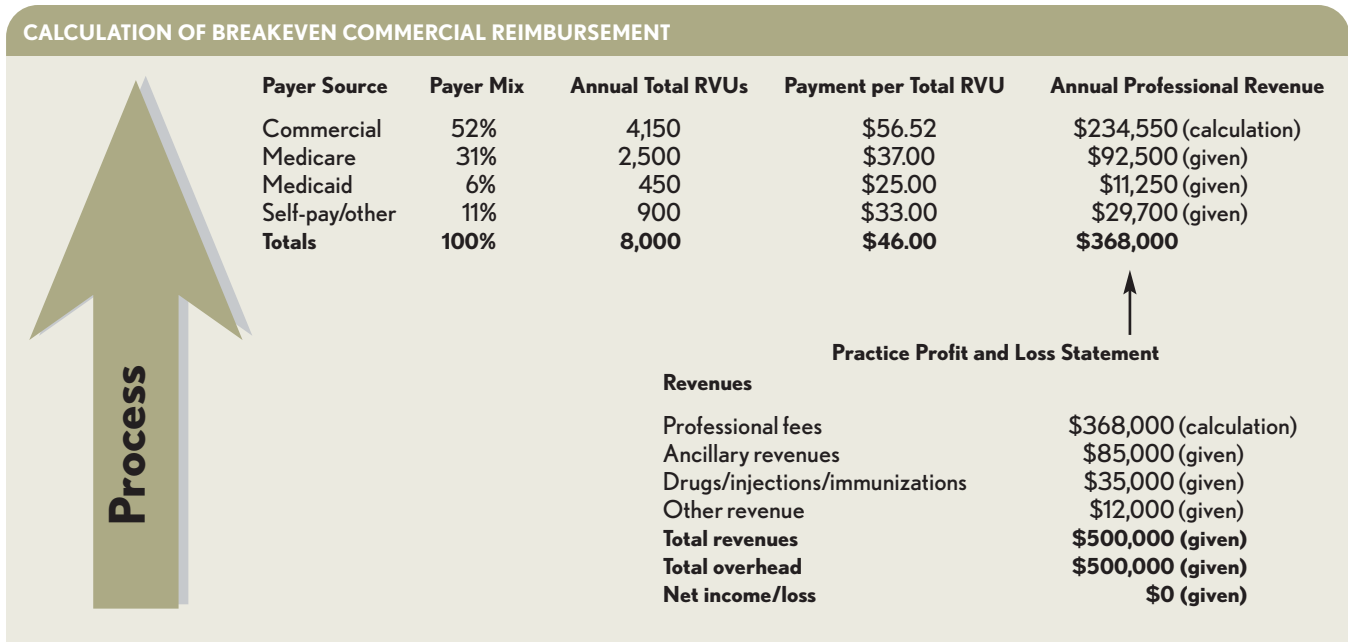 CALCULATION OF BREAKEVEN COMMERCIAL REIMBURSEMENT
Payer Source Payer Mix Annual Total RVUs Payment per Total RVU Annual Professional Revenue
Commercial 52% 4,150 $56.52 $234,550 (calculation)
Medicare 31% 2,500 $37.00 $92,500 (given)
Medicaid 6% 450 $25.00 $11,250 (given)
Self-pay/other 11% 900 $33.00 $29,700 (given)
Totals 100% 8,000 $46.00 $368,000
Process
Practice Profit and Loss Statement
Revenues
Professional fees $368,000 (calculation)
Ancillary revenues $85,000 (given)
Drugs/injections/immunizations $35,000 (given)
Other revenue $12,000 (given)
Total revenues $500,000 (given)
Total overhead $500,000 (given)
Net income/loss $0 (given)